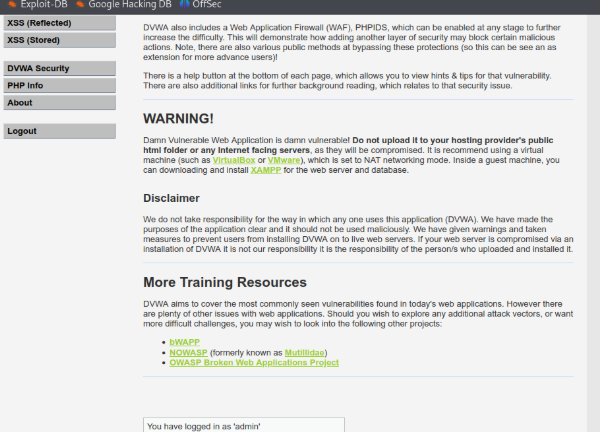 Exploit-DB Google Hacking DB OffSec
XSS (Reflected)
XSS (Stored)
DVWA Security
PHP Info
About
Logout
DVWA also includes a Web Application Firewall (WAF), PHPIDS, which can be enabled at any stage to further
increase the difficulty. This will demonstrate how adding another layer of security may block certain malicious
actions. Note, there are also various public methods at bypassing these protections (so this can be see an as
extension for more advance users)!
There is a help button at the bottom of each page, which allows you to view hints & tips for that vulnerability.
There are also additional links for further background reading, which relates to that security issue.
WARNING!
Damn Vulnerable Web Application is damn vulnerable! Do not upload it to your hosting provider's public
html folder or any Internet facing servers, as they will be compromised. It is recommend using a virtual
machine (such as VirtualBox or VMware), which is set to NAT networking mode. Inside a guest machine, you
can downloading and install XAMPP for the web server and database.
Disclaimer
We do not take responsibility for the way in which any one uses this application (DVWA). We have made the
purposes of the application clear and it should not be used maliciously. We have given warnings and taken
measures to prevent users from installing DVWA on to live web servers. If your web server is compromised via an
installation of DVWA it is not our responsibility it is the responsibility of the person/s who uploaded and installed it.
More Training Resources
DVWA aims to cover the most commonly seen vulnerabilities found in today's web applications. However there
are plenty of other issues with web applications. Should you wish to explore any additional attack vectors, or want
more difficult challenges, you may wish to look into the following other projects:
bWAPP
NOWASP (formerly known as Mutillidae)
OWASP Broken Web Applications Project
You have logged in as 'admin'